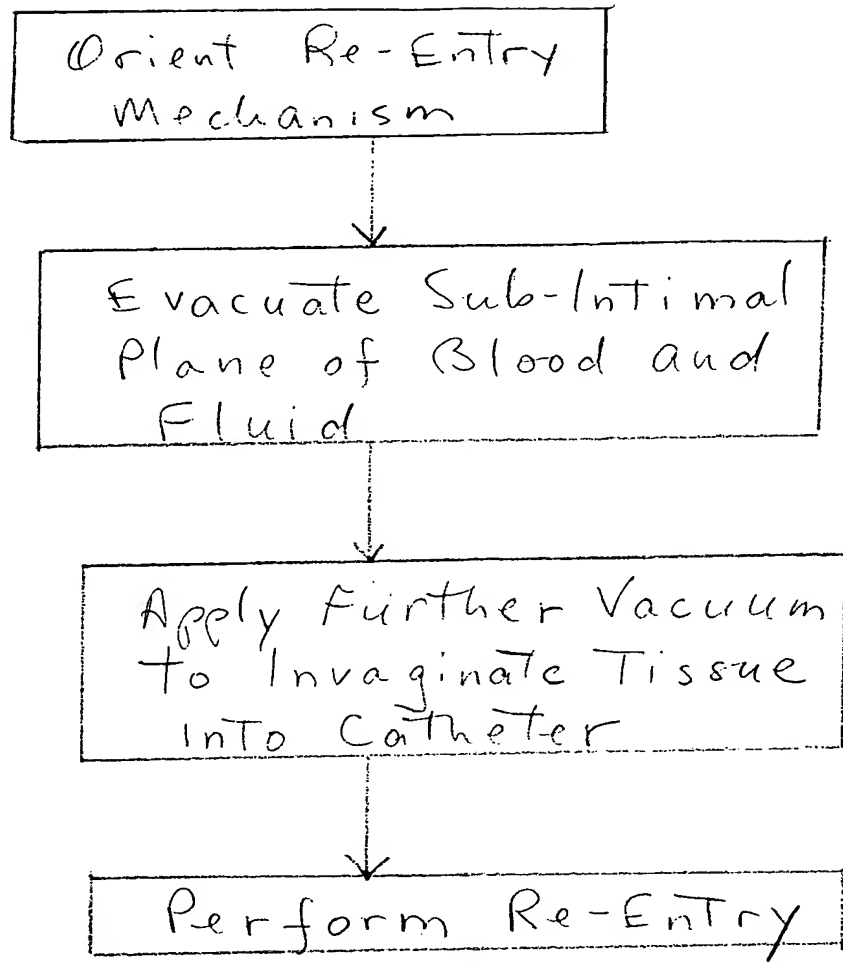 Orient Re-Entry
Mechanism
Evacuate Sub-Intimal
Plane of Blood and
Fluid
Apply Further Vacuum
to Invaginate Tissue
Into Catheter
Perform Re-Entry